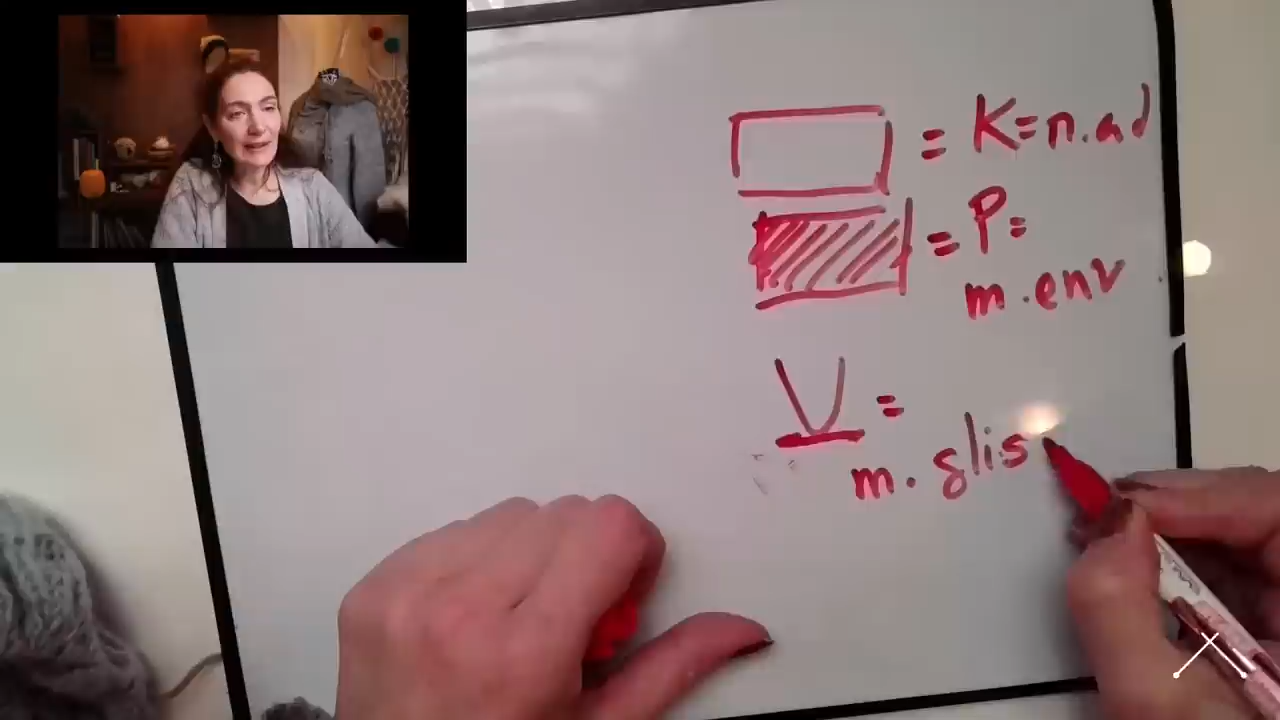 = K=n.ad
= P=
m.env
V =
m. glis